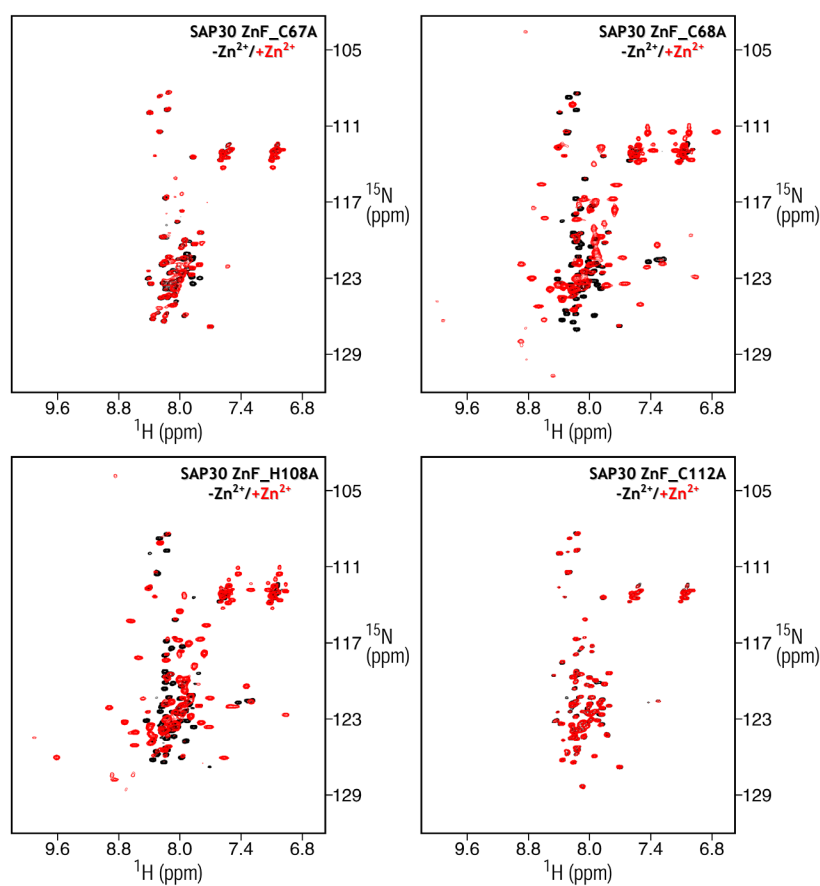 SAP30 ZnF_C67A
-Zn²⁺/+Zn²⁺
105
111
117
123
129
¹⁵N
(ppm)
9.6 8.8 8.0 7.4 6.8
¹H (ppm)
SAP30 ZnF_C68A
-Zn²⁺/+Zn²⁺
105
111
117
123
129
¹⁵N
(ppm)
9.6 8.8 8.0 7.4 6.8
¹H (ppm)
SAP30 ZnF_H108A
-Zn²⁺/+Zn²⁺
105
111
117
123
129
¹⁵N
(ppm)
9.6 8.8 8.0 7.4 6.8
¹H (ppm)
SAP30 ZnF_C112A
-Zn²⁺/+Zn²⁺
105
111
117
123
129
¹⁵N
(ppm)
9.6 8.8 8.0 7.4 6.8
¹H (ppm)